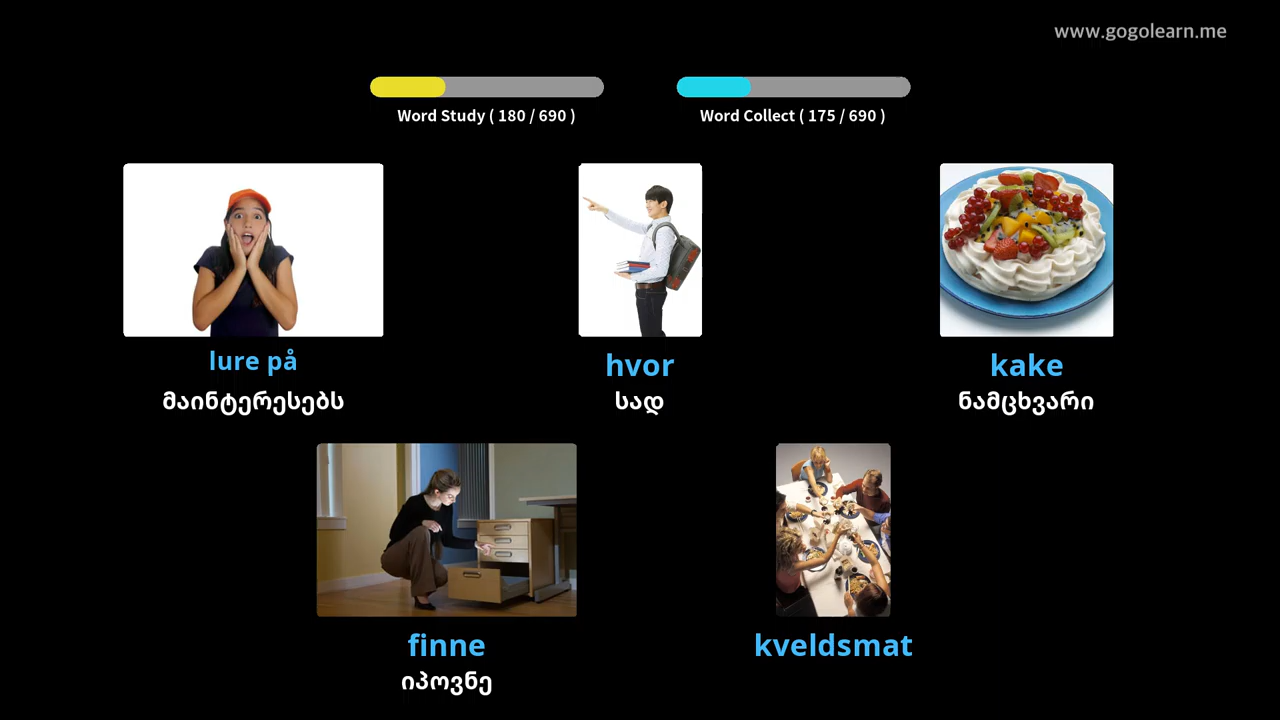 www.gogolearn.me
Word Study ( 180 / 690 )
Word Collect ( 175 / 690 )
lure på
hvor
kake
მაინტერესებს
სად
ნამცხვარი
finne
kveldsmat
იპოვნე